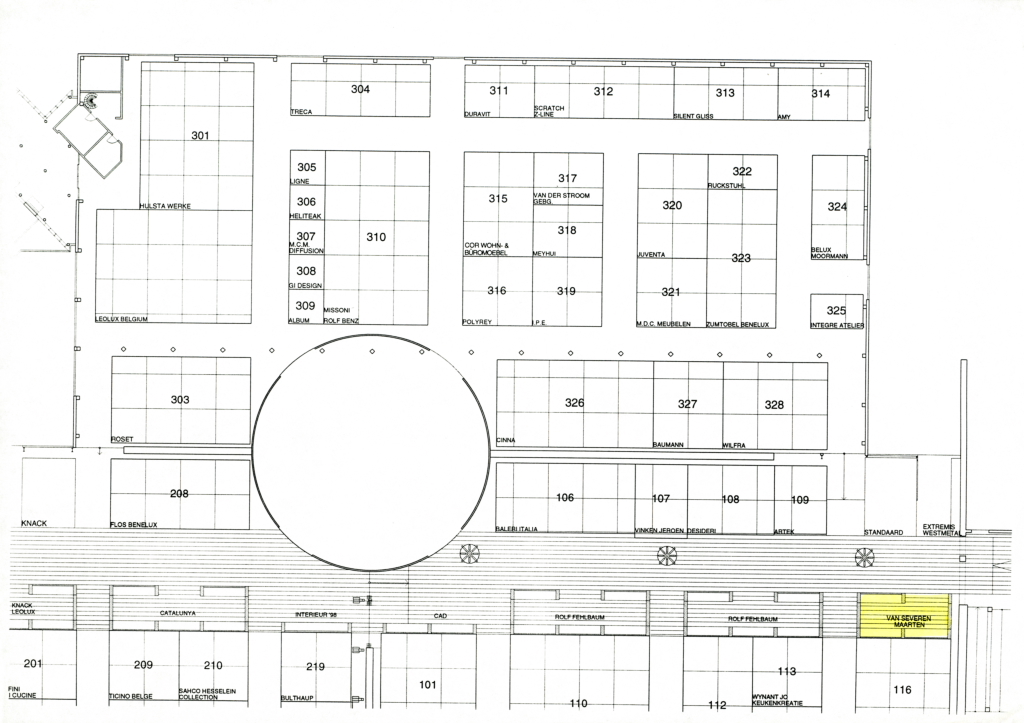 304
TRECA
311
DURAVIT
SCRATCH
Z-LINE
312
313
SILENT GLISS
314
AMY
301
HULSTA WERKE
LEOLUX BELGIUM
305
LIGNE
306
HELITEAK
307
M.C.M.
DIFFUSION
308
GI DESIGN
309
ALBUM
310
MISSONI
ROLF BENZ
315
COR WOHN- &
BÜROMOEBEL
316
POLYREY
317
VAN DER STROOM
GEBG.
318
MEYHUI
319
I.P.E.
320
JUVENTA
321
M.D.C. MEUBELEN
322
RUCKSTUHL
323
ZUMTOBEL BENELUX
324
BELUX
MOORMANN
325
INTEGRE ATELIER
303
ROSET
326
CINNA
327
BAUMANN
328
WILFRA
KNACK
208
FLOS BENELUX
106
BALERI ITALIA
107
VINKEN JEROEN
108
DESIDERI
109
ARTEK
STANDAARD
EXTREMIS
WESTMETAL
KNACK
LEOLUX
CATALUNYA
INTERIEUR '98
CAD
ROLF FEHLBAUM
ROLF FEHLBAUM
VAN SEVEREN
MAARTEN
201
FINI
I CUCINE
209
TICINO BELGE
210
SAHCO HESSELEIN
COLLECTION
219
BULTHAUP
101
110
112
113
WYNANT JO
KEUKENKREATIE
116